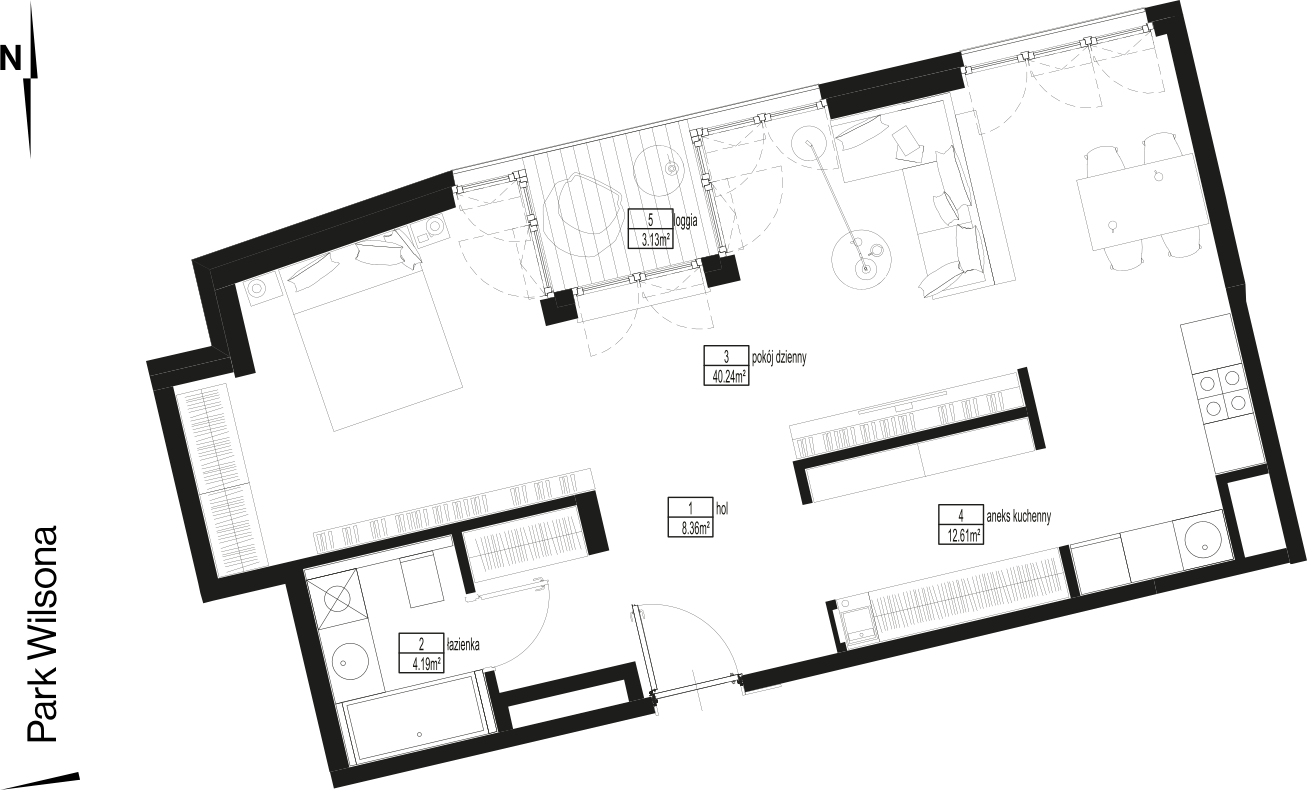 N
5
loggia
3.13m²
3
pokój dzienny
40.24m²
1
hol
8.36m²
4
aneks kuchenny
12.61m²
2
łazienka
4.19m²
Park Wilsona